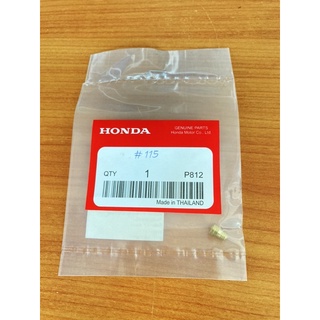 HONDA
GENUINE PARTS
Honda Motor Co., Ltd.
#115
QTY 1 P812
Made in THAILAND